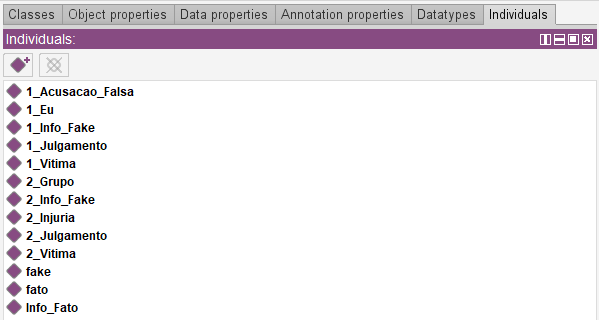 Classes Object properties Data properties Annotation properties Datatypes Individuals
Individuals:
1_Acusacao_Falsa
1_Eu
1_Info_Fake
1_Julgamento
1_Vitima
2_Grupo
2_Info_Fake
2_Injuria
2_Julgamento
2_Vitima
fake
fato
Info_Fato